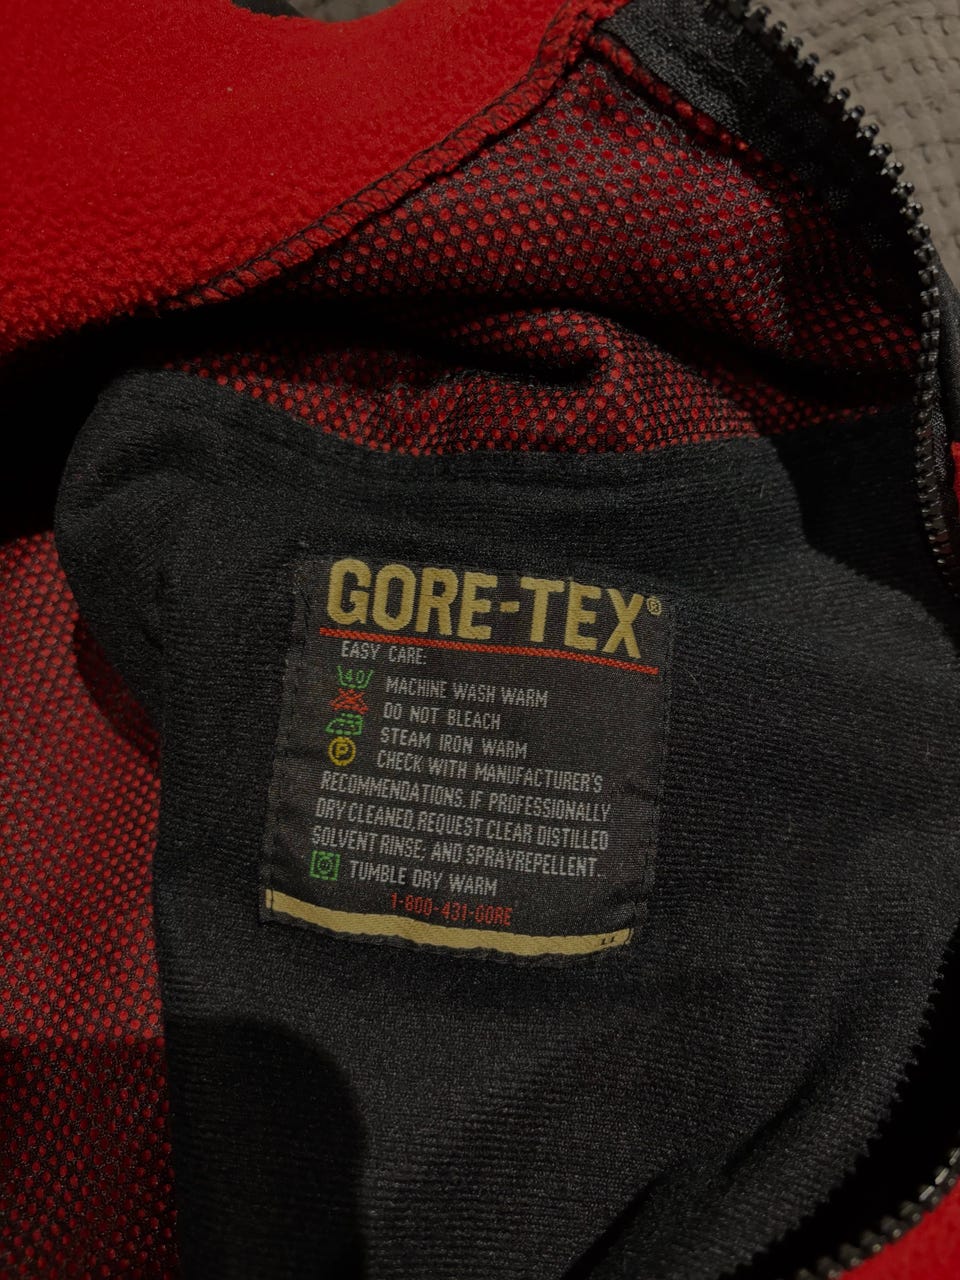 GORE-TEX®
EASY CARE:
40 MACHINE WASH WARM
DO NOT BLEACH
STEAM IRON WARM
P CHECK WITH MANUFACTURER'S
RECOMMENDATIONS. IF PROFESSIONALLY
DRY CLEANED, REQUEST CLEAR DISTILLED
SOLVENT RINSE, AND SPRAYREPELLENT.
TUMBLE DRY WARM
1-800-431-GORE